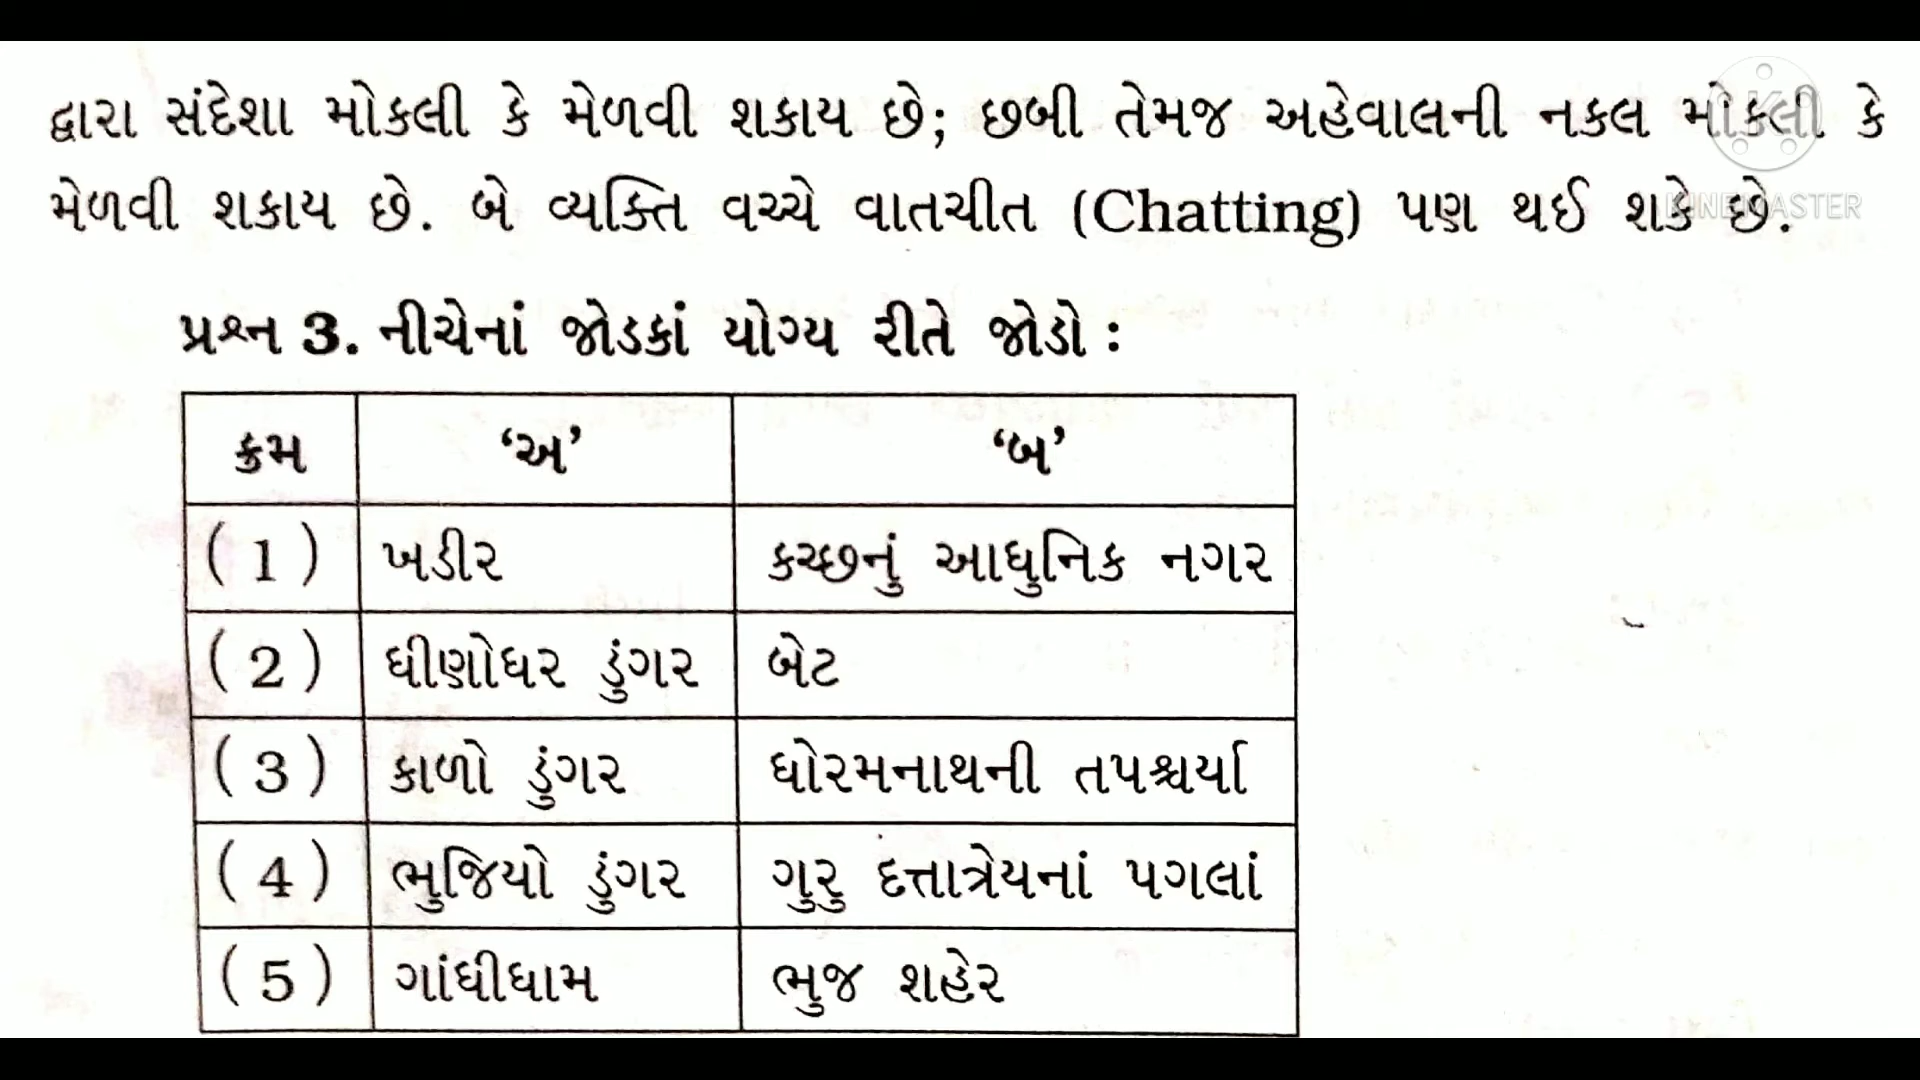 દ્વારા સંદેશા મોકલી કે મેળવી શકાય છે; છબી તેમજ અહેવાલની નકલ મોકલી કે
મેળવી શકાય છે. બે વ્યક્તિ વચ્ચે વાતચીત (Chatting) પણ થઈ શકે છે.
KINEMASTER
પ્રશ્ન 3. નીચેનાં જોડકાં યોગ્ય રીતે જોડો :
ક્રમ ‘અ’ ‘બ’
(1) ખડીર કચ્છનું આધુનિક નગર
(2) ધીણોધર ડુંગર બેટ
(3) કાળો ડુંગર ધોરમનાથની તપશ્ચર્યા
(4) ભુજિયો ડુંગર ગુરુ દત્તાત્રેયનાં પગલાં
(5) ગાંધીધામ ભુજ શહેર